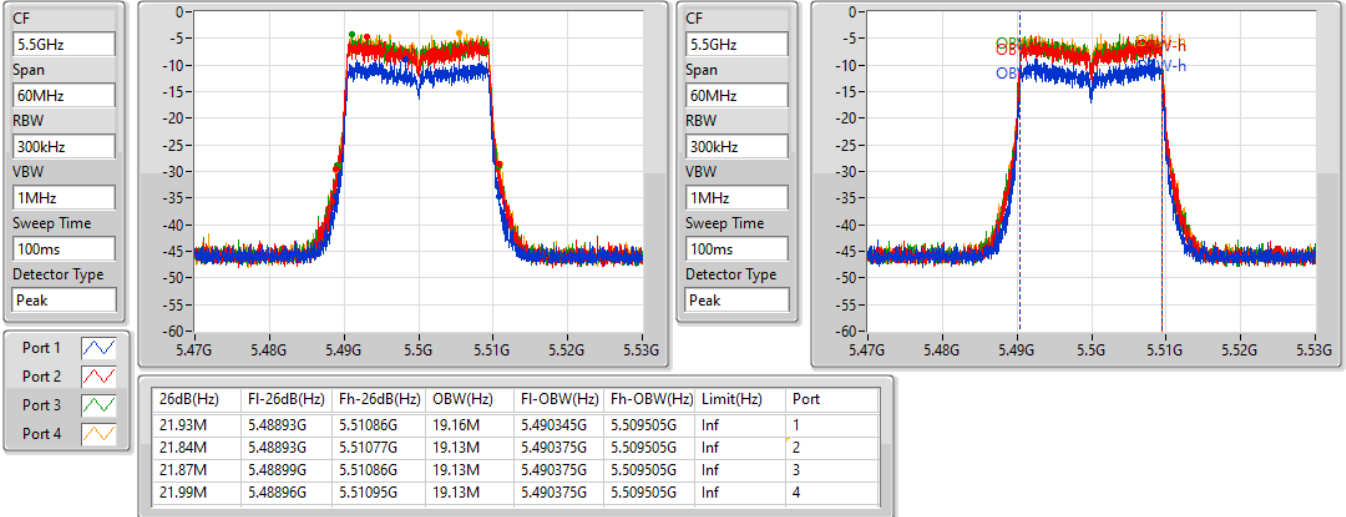 CF
5.5GHz
Span
60MHz
RBW
300kHz
VBW
1MHz
Sweep Time
100ms
Detector Type
Peak
0
-5
-10
-15
-20
-25
-30
-35
-40
-45
-50
-55
-60
5.47G 5.48G 5.49G 5.5G 5.51G 5.52G 5.53G
CF
5.5GHz
Span
60MHz
RBW
300kHz
VBW
1MHz
Sweep Time
100ms
Detector Type
Peak
0
-5
-10
-15
-20
-25
-30
-35
-40
-45
-50
-55
-60
5.47G 5.48G 5.49G 5.5G 5.51G 5.52G 5.53G
Port 1
Port 2
Port 3
Port 4
26dB(Hz) Fl-26dB(Hz) Fh-26dB(Hz) OBW(Hz) Fl-OBW(Hz) Fh-OBW(Hz) Limit(Hz) Port
21.93M 5.48893G 5.51086G 19.16M 5.490345G 5.509505G Inf 1
21.84M 5.48893G 5.51077G 19.13M 5.490375G 5.509505G Inf 2
21.87M 5.48899G 5.51086G 19.13M 5.490375G 5.509505G Inf 3
21.99M 5.48896G 5.51095G 19.13M 5.490375G 5.509505G Inf 4